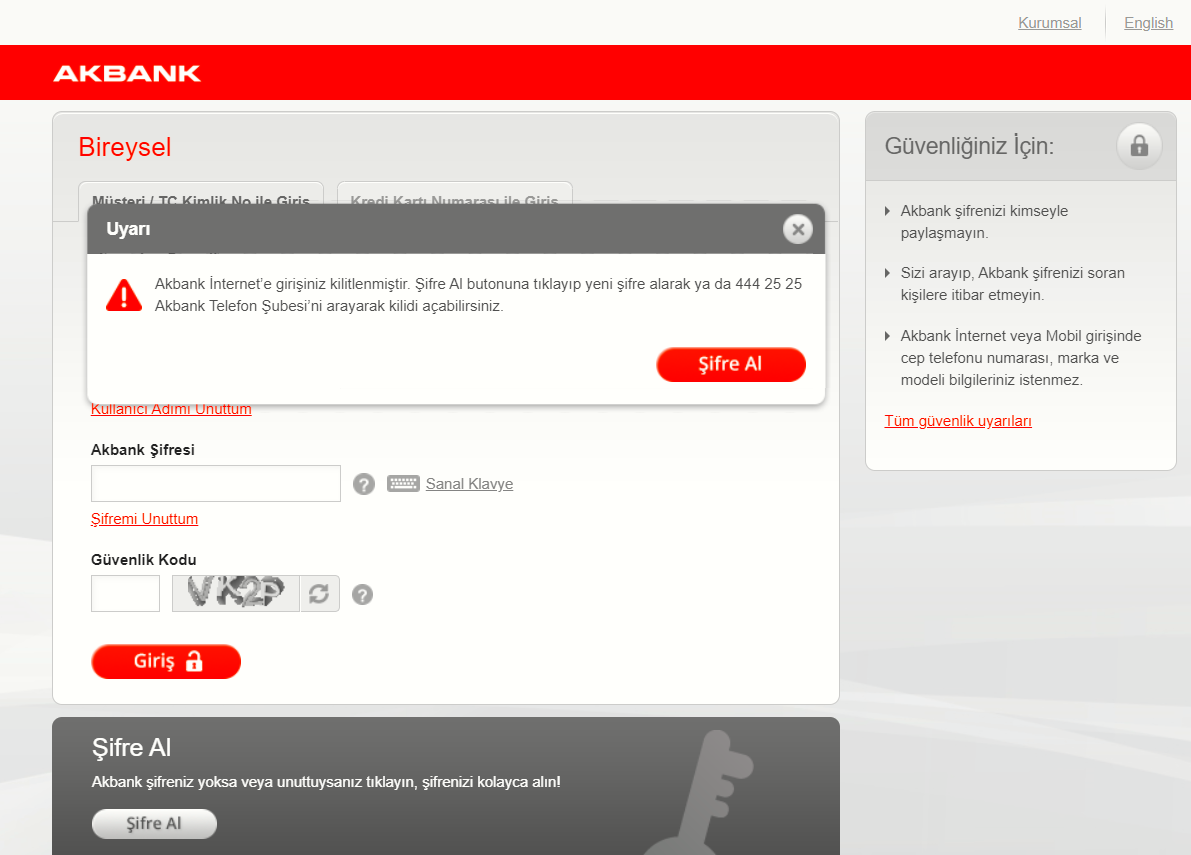 Kurumsal
English
AKBANK
Bireysel
Müşteri / TC Kimlik No ile Giriş
Kredi Kartı Numarası ile Giriş
Uyarı
Akbank İnternet’e girişiniz kilitlenmiştir. Şifre Al butonuna tıklayıp yeni şifre alarak ya da 444 25 25
Akbank Telefon Şubesi’ni arayarak kilidi açabilirsiniz.
Şifre Al
Kullanıcı Adımı Unuttum
Akbank Şifresi
Sanal Klavye
Şifremi Unuttum
Güvenlik Kodu
VK2P
Giriş
Şifre Al
Akbank şifreniz yoksa veya unuttuysanız tıklayın, şifrenizi kolayca alın!
Şifre Al
Güvenliğiniz İçin:
Akbank şifrenizi kimseyle
paylaşmayın.
Sizi arayıp, Akbank şifrenizi soran
kişilere itibar etmeyin.
Akbank İnternet veya Mobil girişinde
cep telefonu numarası, marka ve
modeli bilgileriniz istenmez.
Tüm güvenlik uyarıları